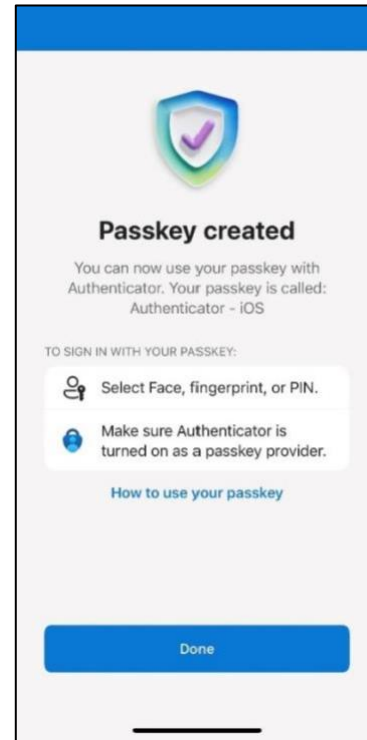 Passkey created
You can now use your passkey with
Authenticator. Your passkey is called:
Authenticator - iOS
TO SIGN IN WITH YOUR PASSKEY:
Select Face, fingerprint, or PIN.
Make sure Authenticator is
turned on as a passkey provider.
How to use your passkey
Done